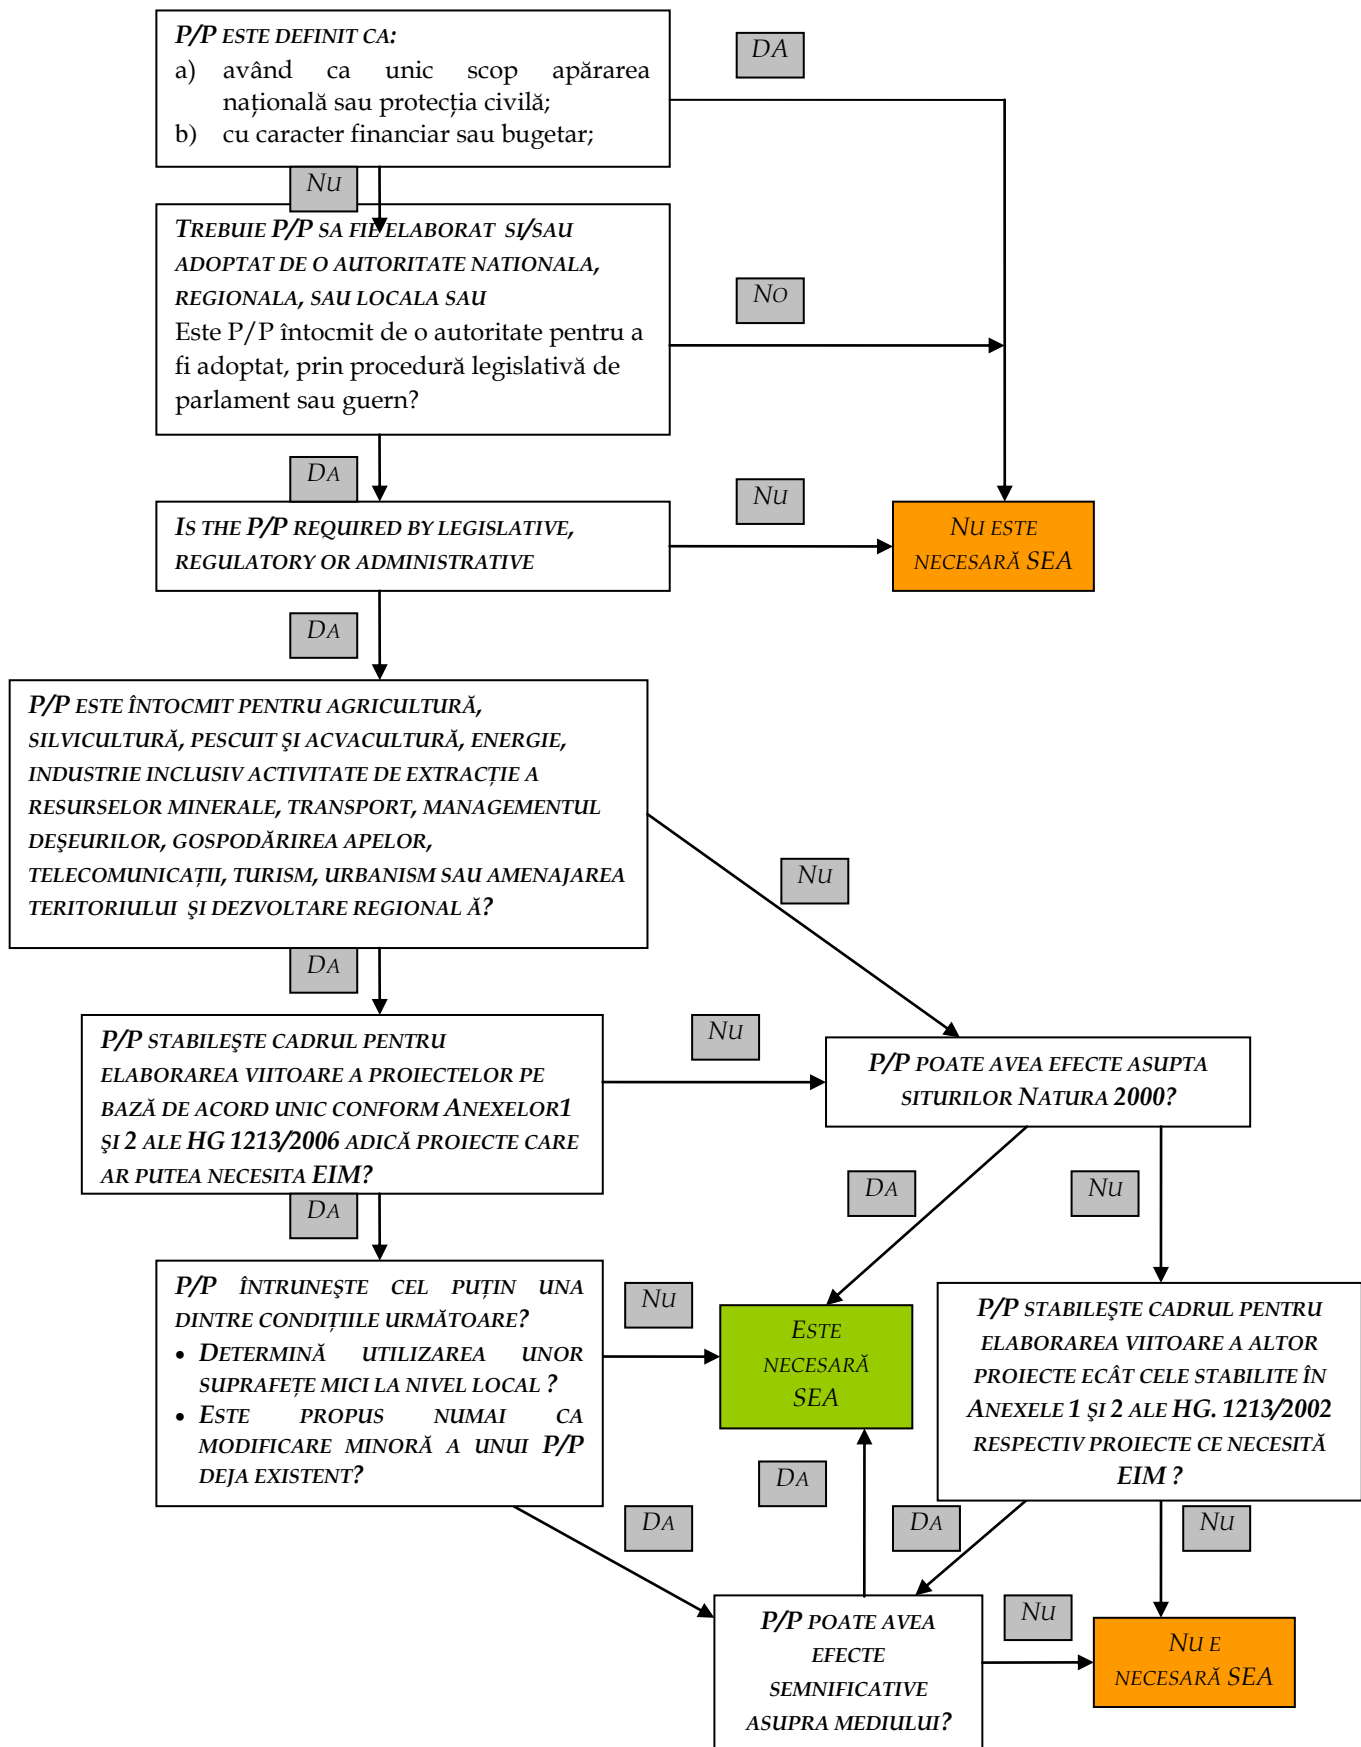 P/P ESTE DEFINIT CA:
a) având ca unic scop apărarea
națională sau protecția civilă;
b) cu caracter financiar sau bugetar;
DA
NU
TREBUIE P/P SA FIE ELABORAT SI/SAU
ADOPTAT DE O AUTORITATE NATIONALA,
REGIONALA, SAU LOCALA SAU
Este P/P întocmit de o autoritate pentru a
fi adoptat, prin procedură legislativă de
parlament sau guvern?
NO
DA
IS THE P/P REQUIRED BY LEGISLATIVE,
REGULATORY OR ADMINISTRATIVE
NU
NU ESTE
NECESARĂ SEA
DA
P/P ESTE ÎNTOCMIT PENTRU AGRICULTURĂ,
SILVICULTURĂ, PESCUIT ŞI ACVACULTURĂ, ENERGIE,
INDUSTRIE INCLUSIV ACTIVITATE DE EXTRACȚIE A
RESURSELOR MINERALE, TRANSPORT, MANAGEMENTUL
DEŞEURILOR, GOSPODĂRIREA APELOR,
TELECOMUNICAȚII, TURISM, URBANISM SAU AMENAJAREA
TERITORIULUI ŞI DEZVOLTARE REGIONAL Ă?
NU
DA
P/P STABILEŞTE CADRUL PENTRU
ELABORAREA VIITOARE A PROIECTELOR PE
BAZĂ DE ACORD UNIC CONFORM ANEXELOR1
ŞI 2 ALE HG 1213/2006 ADICĂ PROIECTE CARE
AR PUTEA NECESITA EIM?
NU
P/P POATE AVEA EFECTE ASUPTA
SITURILOR NATURA 2000?
DA
DA
NU
P/P ÎNTRUNEŞTE CEL PUȚIN UNA
DINTRE CONDIȚIILE URMĂTOARE?
• DETERMINĂ UTILIZAREA UNOR
SUPRAFEȚE MICI LA NIVEL LOCAL ?
• ESTE PROPUS NUMAI CA
MODIFICARE MINORĂ A UNUI P/P
DEJA EXISTENT?
NU
ESTE
NECESARĂ
SEA
P/P STABILEŞTE CADRUL PENTRU
ELABORAREA VIITOARE A ALTOR
PROIECTE ECÂT CELE STABILITE ÎN
ANEXELE 1 ŞI 2 ALE HG. 1213/2002
RESPECTIV PROIECTE CE NECESITĂ
EIM ?
DA
DA
DA
NU
P/P POATE AVEA
EFECTE
SEMNIFICATIVE
ASUPRA MEDIULUI?
NU
NU E
NECESARĂ SEA